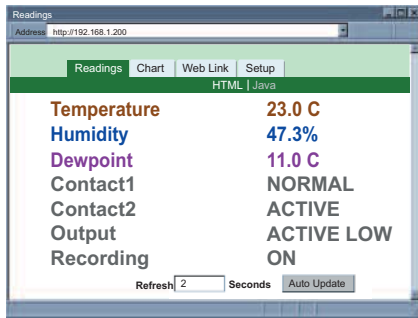 Readings
Address http://192.168.1.200
Readings Chart Web Link Setup
HTML | Java
Temperature 23.0 C
Humidity 47.3%
Dewpoint 11.0 C
Contact1 NORMAL
Contact2 ACTIVE
Output ACTIVE LOW
Recording ON
Refresh 2 Seconds Auto Update